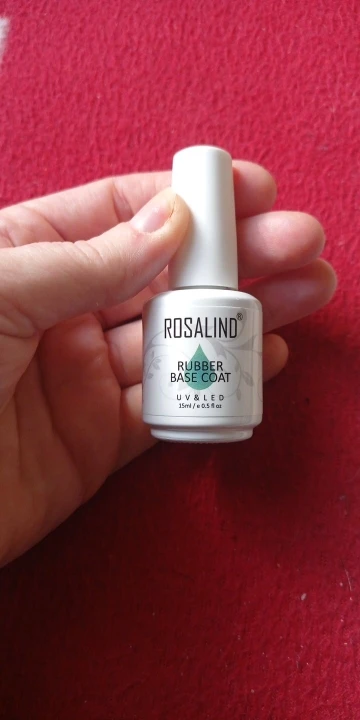 ROSALIND®
RUBBER
BASE COAT
UV&LED
15ml / e 0.5 fl oz